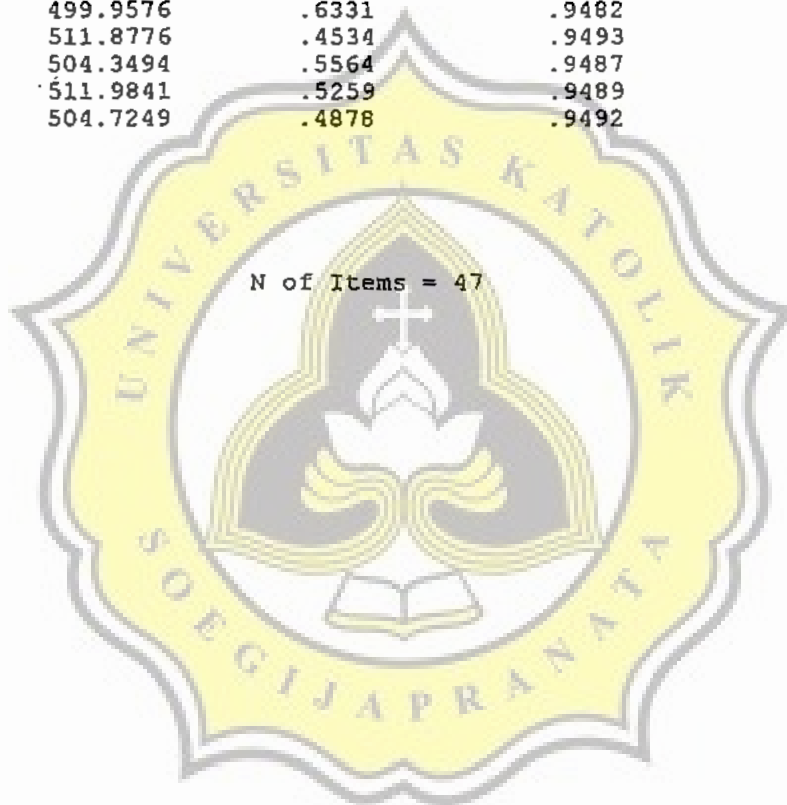 499.9576 .6331 .9482
511.8776 .4534 .9493
504.3494 .5564 .9487
511.9841 .5259 .9489
504.7249 .4878 .9492
UNIVERSITAS KATOLIK
N of Items = 47
SOEGIJAPRANATA